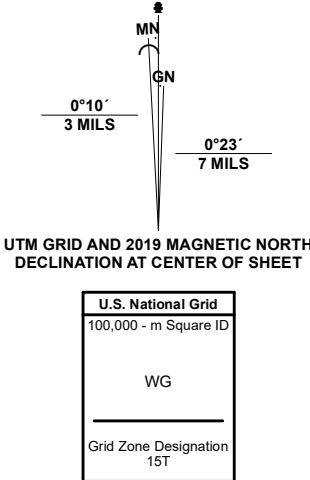 MN
GN
0°10´
3 MILS
0°23´
7 MILS
UTM GRID AND 2019 MAGNETIC NORTH
DECLINATION AT CENTER OF SHEET
U.S. National Grid
100,000 - m Square ID
WG
Grid Zone Designation
15T